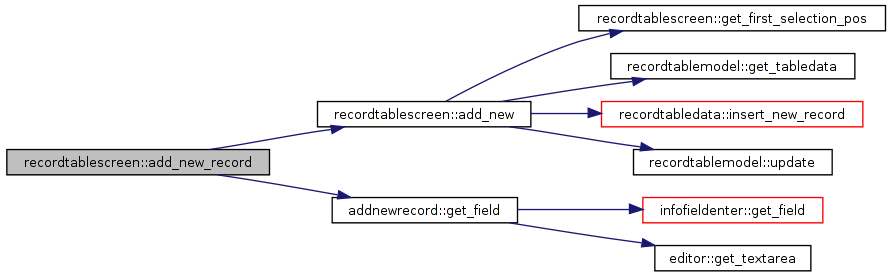 recordtablescreen::get_first_selection_pos
recordtablemodel::get_tabledata
recordtablescreen::add_new
recordtabledata::insert_new_record
recordtablescreen::add_new_record
recordtablemodel::update
addnewrecord::get_field
infofieldenter::get_field
editor::get_textarea